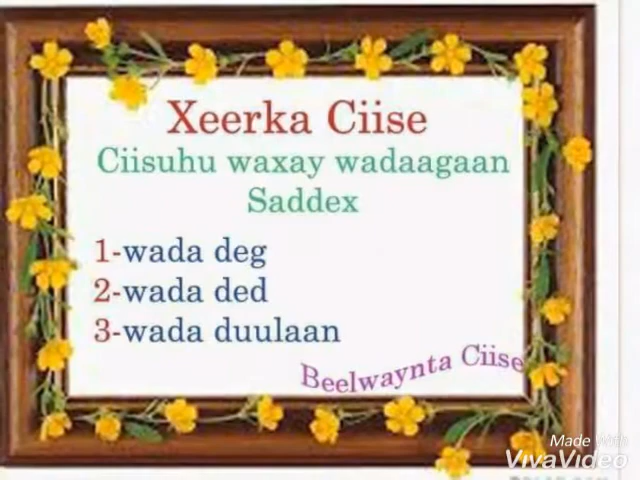 Xeerka Ciise
Ciisuhu waxay wadaagaan
Saddex
1-wada deg
2-wada ded
3-wada duulaan
Beelwaynta Ciise
Made With
VivaVideo